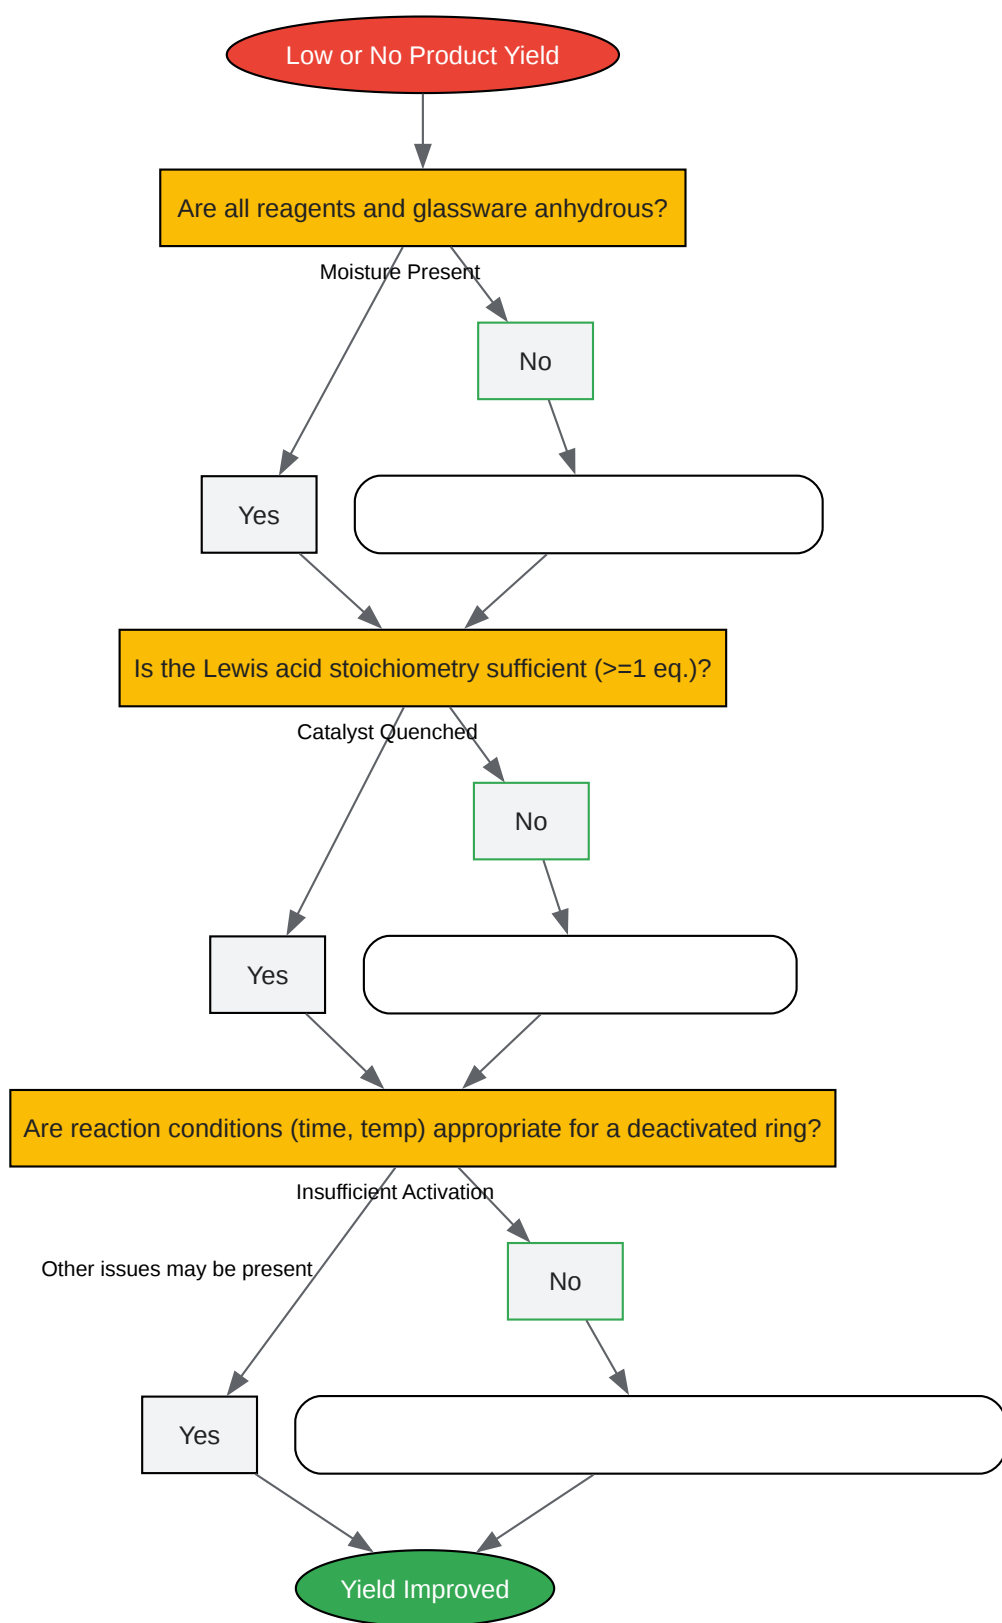 Low or No Product Yield
Are all reagents and glassware anhydrous?
Moisture Present
No
Yes
Is the Lewis acid stoichiometry sufficient (>=1 eq.)?
Catalyst Quenched
No
Yes
Are reaction conditions (time, temp) appropriate for a deactivated ring?
Insufficient Activation
Other issues may be present
No
Yes
Yield Improved